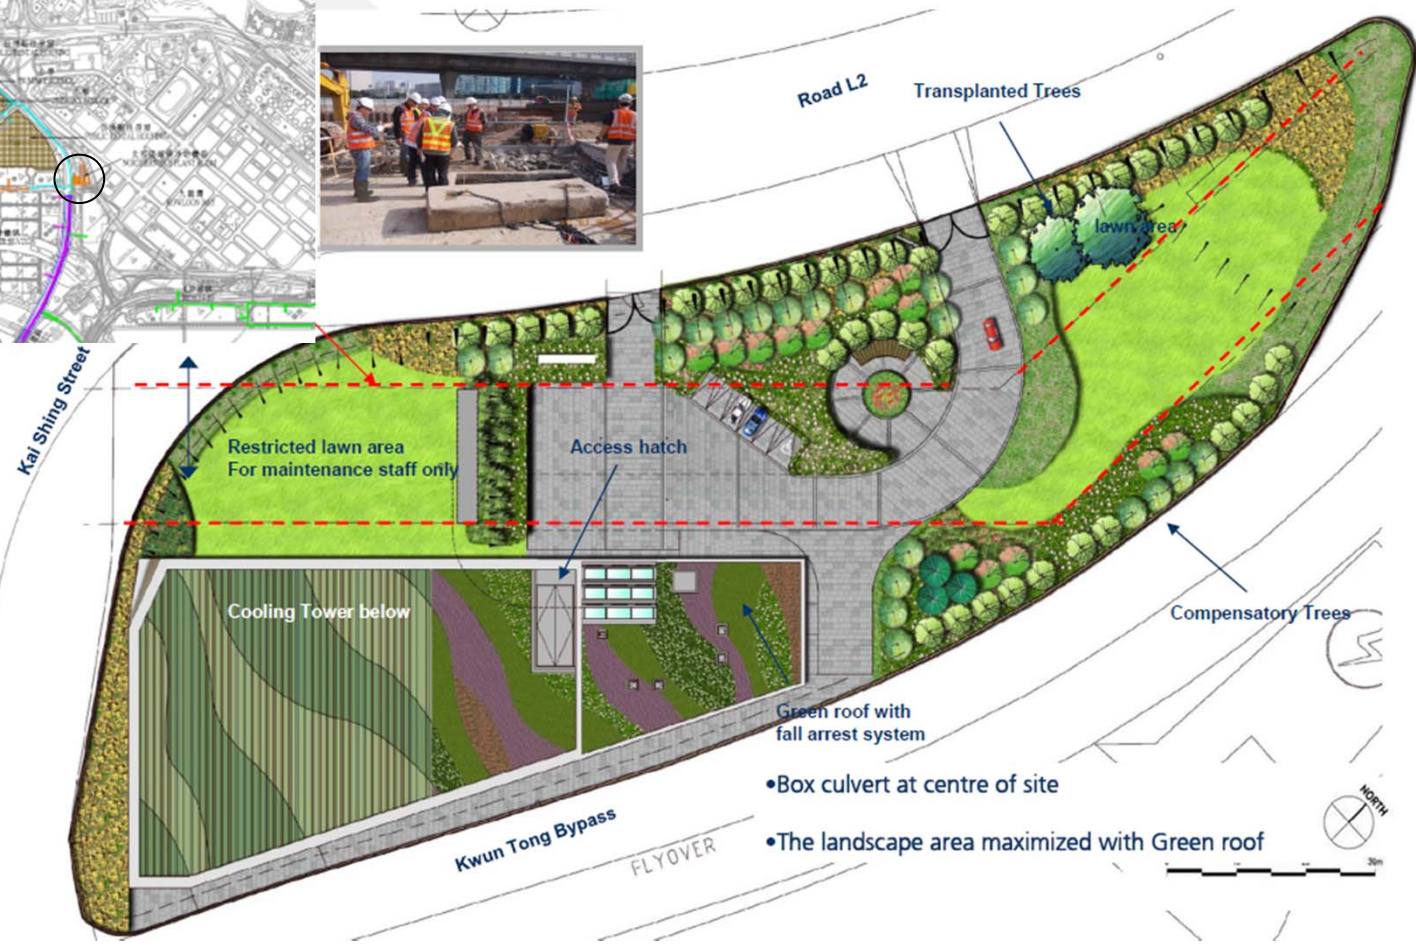 Road L2
Transplanted Trees
lawn area
Kai Shing Street
Restricted lawn area
For maintenance staff only
Access hatch
Cooling Tower below
Compensatory Trees
Green roof with
fall arrest system
•Box culvert at centre of site
•The landscape area maximized with Green roof
Kwun Tong Bypass
FLYOVER
NORTH